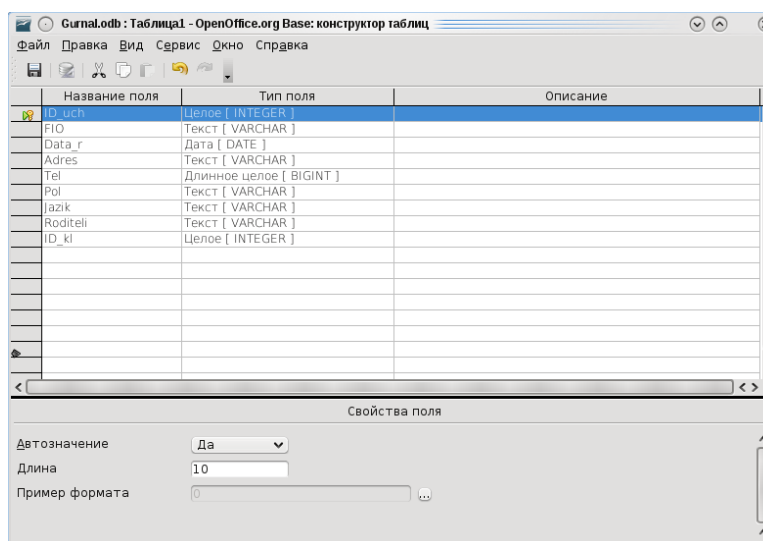 Gurnal.odb : Таблица1 - OpenOffice.org Base: конструктор таблиц
Файл Правка Вид Сервис Окно Справка
Название поля Тип поля Описание
ID_uch Целое [ INTEGER ]
FIO Текст [ VARCHAR ]
Data_r Дата [ DATE ]
Adres Текст [ VARCHAR ]
Tel Длинное целое [ BIGINT ]
Pol Текст [ VARCHAR ]
Jazik Текст [ VARCHAR ]
Roditeli Текст [ VARCHAR ]
ID_kl Целое [ INTEGER ]
Свойства поля
Автозначение Да
Длина 10
Пример формата 0 ...